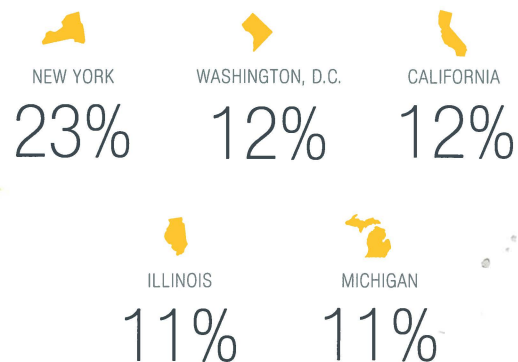 NEW YORK
23%
WASHINGTON, D.C.
12%
CALIFORNIA
12%
ILLINOIS
11%
MICHIGAN
11%